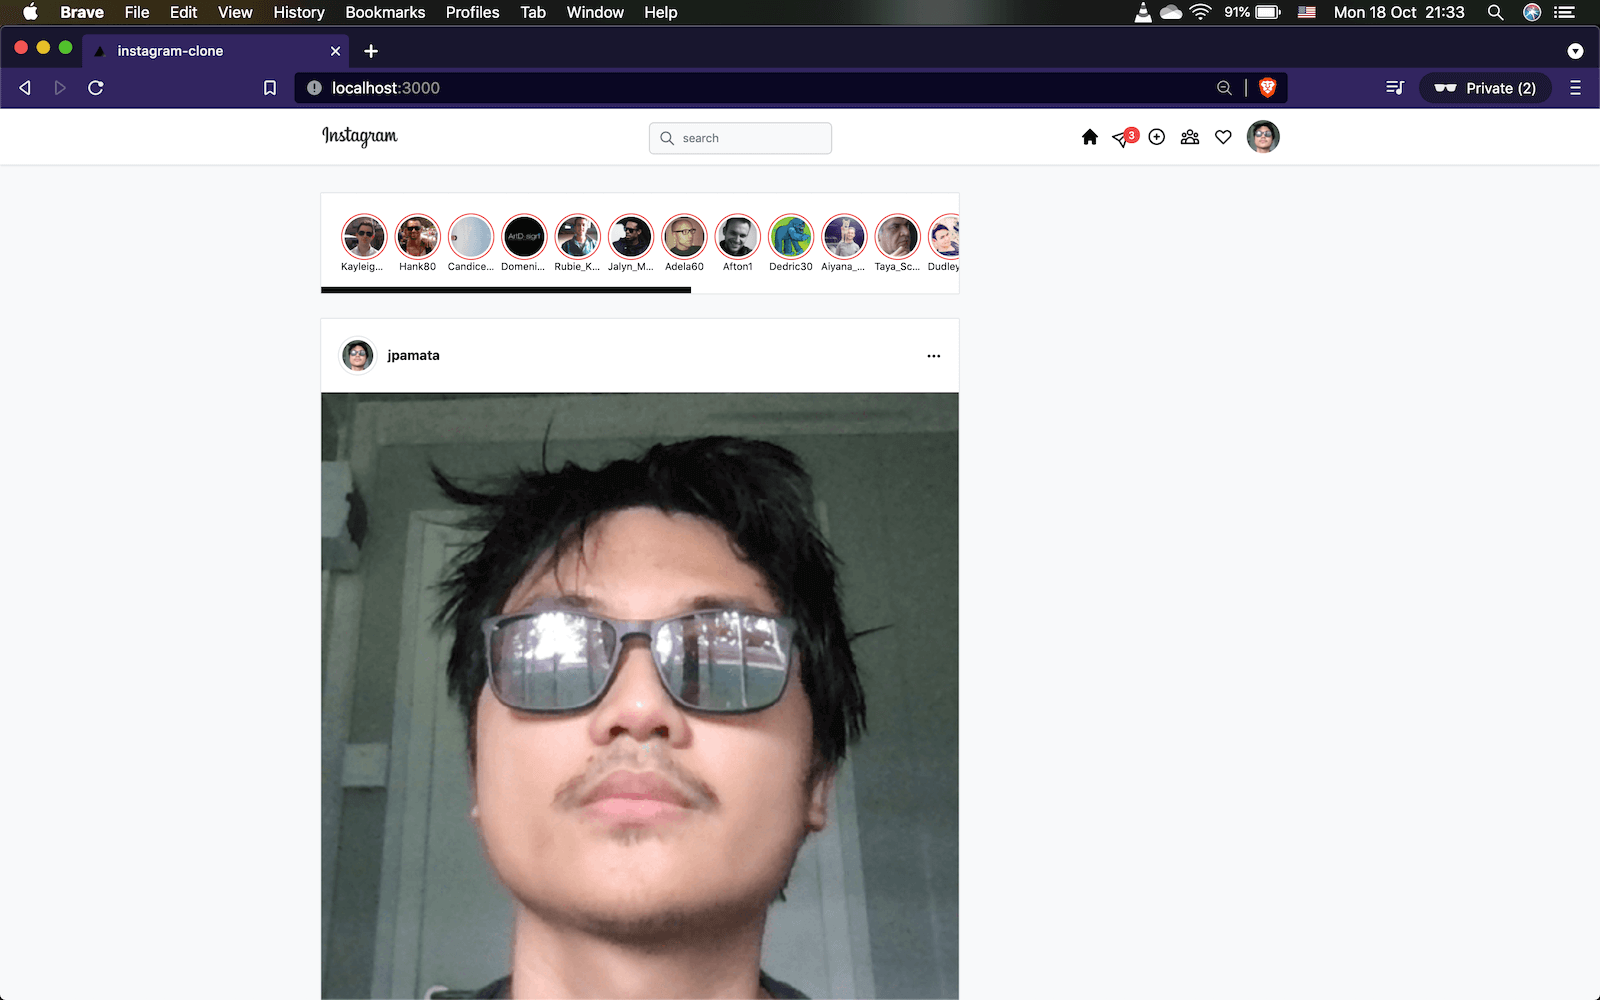 Brave File Edit View History Bookmarks Profiles Tab Window Help 91% Mon 18 Oct 21:33
instagram-clone
localhost:3000 Private (2)
Instagram search 3
Kayleig... Hank80 Candice... ArtD_sign1 Domeni... Rubie_K... Jalyn_M... Adela60 Afton1 Dedric30 Aiyana_... Taya_Sc... Dudley
jpamata